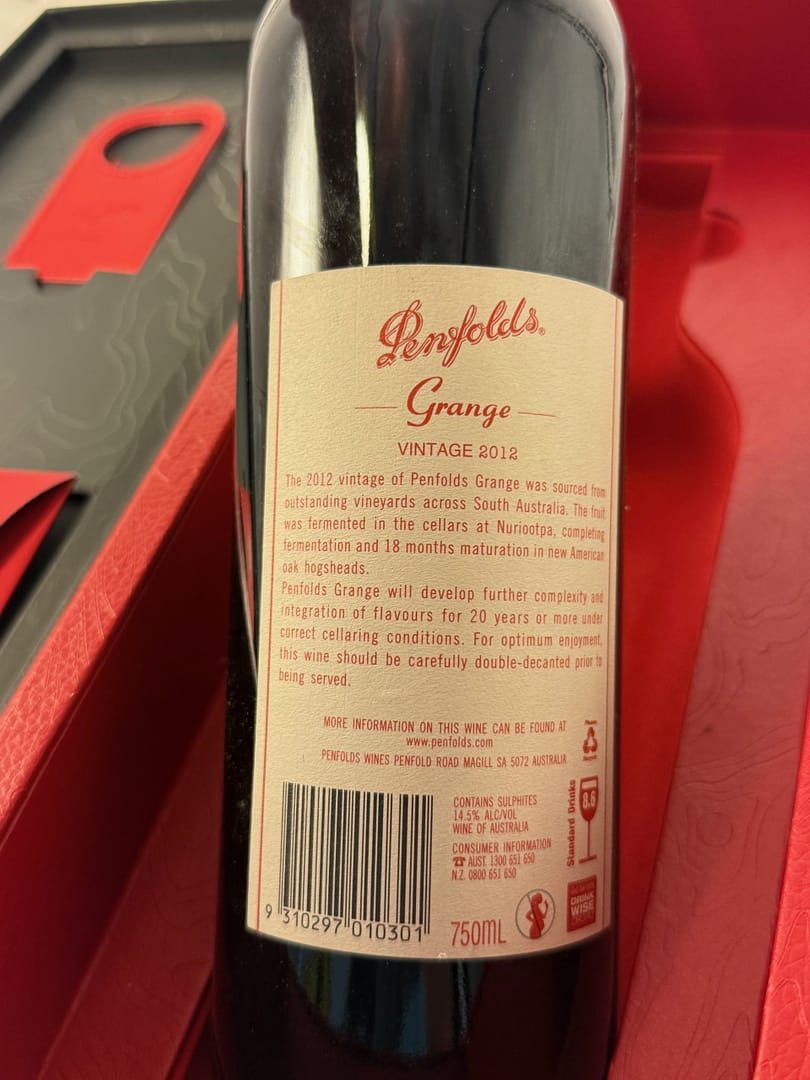 Penfolds®
Grange
VINTAGE 2012
The 2012 vintage of Penfolds Grange was sourced from
outstanding vineyards across South Australia. The fruit
was fermented in the cellars at Nuriootpa, completing
fermentation and 18 months maturation in new American
oak hogsheads.
Penfolds Grange will develop further complexity and
integration of flavours for 20 years or more under
correct cellaring conditions. For optimum enjoyment,
this wine should be carefully double-decanted prior to
being served.
MORE INFORMATION ON THIS WINE CAN BE FOUND AT
www.penfolds.com
PENFOLDS WINES PENFOLD ROAD MAGILL SA 5072 AUSTRALIA
Please
Recycle
CONTAINS SULPHITES
14.5% ALC/VOL
WINE OF AUSTRALIA
CONSUMER INFORMATION
☎ AUST. 1300 651 650
N.Z. 0800 651 650
8.6
Standard Drinks
9 310297 010301
750mL
DRINK
WISE